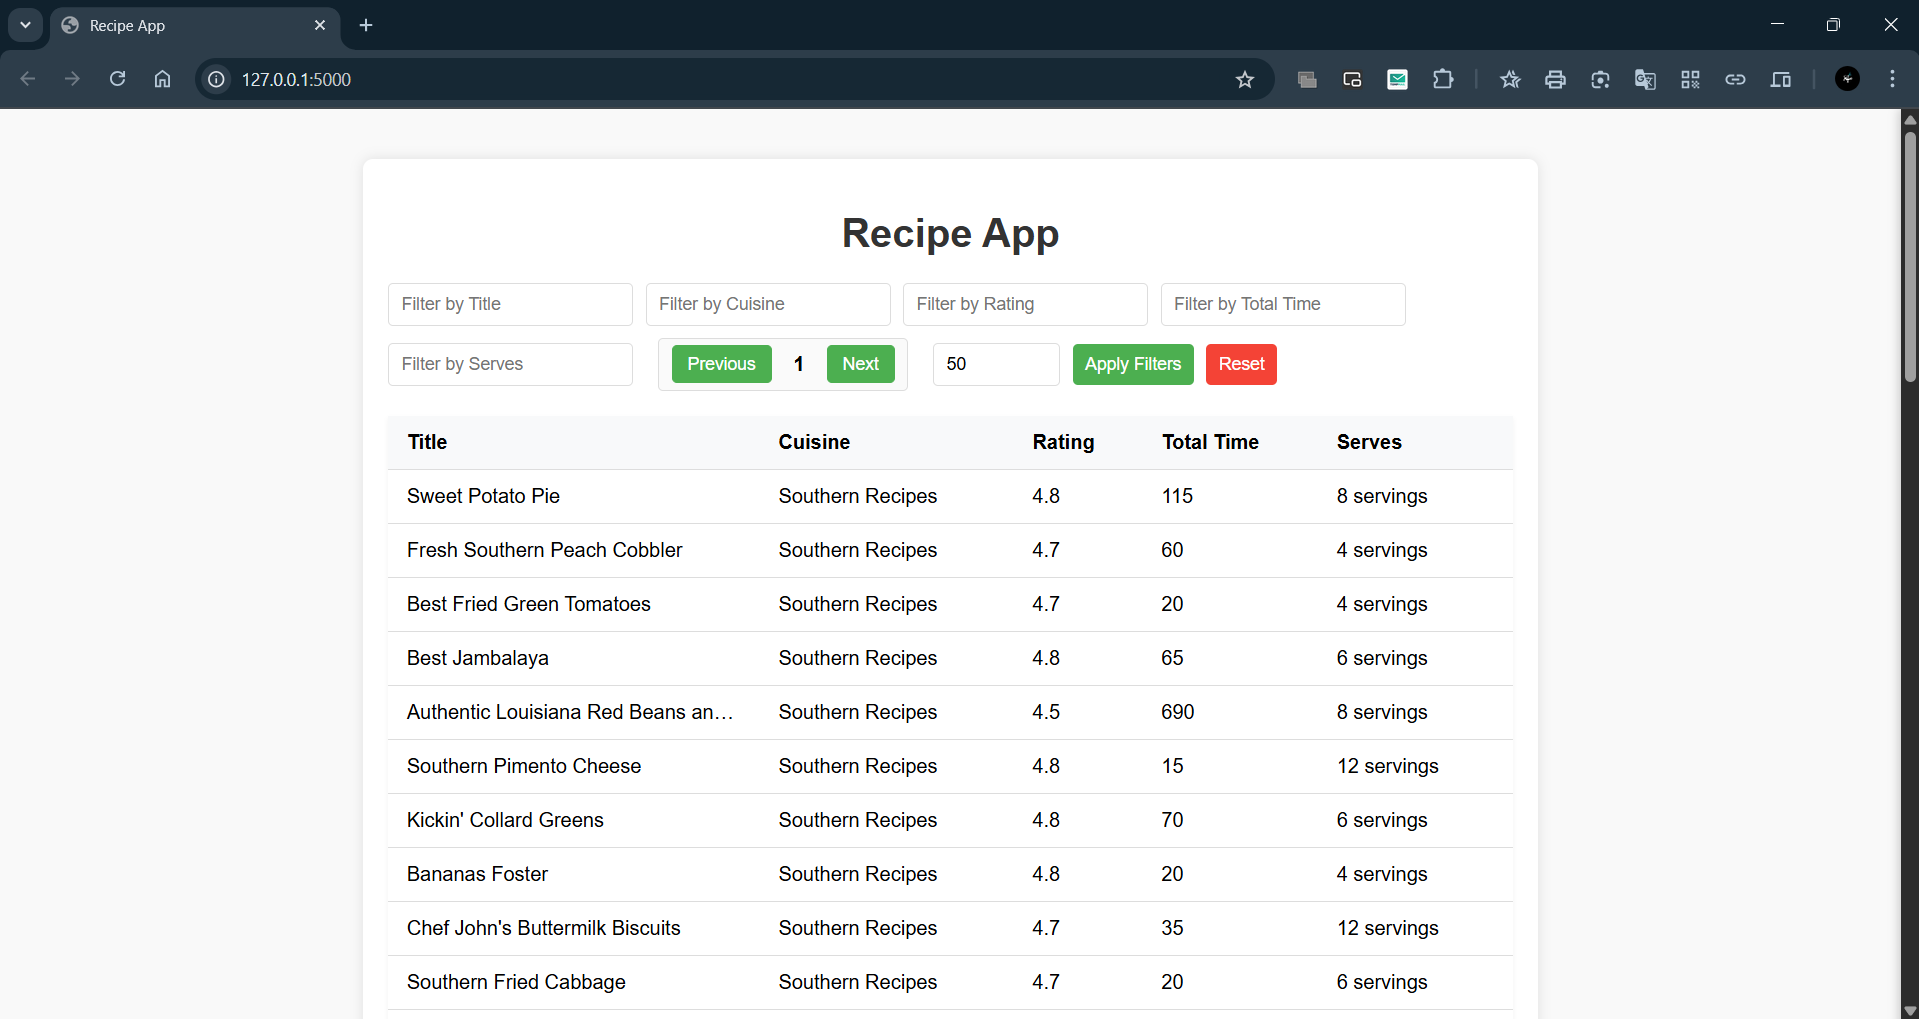 Recipe App
127.0.0.1:5000
Recipe App
Filter by Title Filter by Cuisine Filter by Rating Filter by Total Time
Filter by Serves Previous 1 Next 50 Apply Filters Reset
Title Cuisine Rating Total Time Serves
Sweet Potato Pie Southern Recipes 4.8 115 8 servings
Fresh Southern Peach Cobbler Southern Recipes 4.7 60 4 servings
Best Fried Green Tomatoes Southern Recipes 4.7 20 4 servings
Best Jambalaya Southern Recipes 4.8 65 6 servings
Authentic Louisiana Red Beans an... Southern Recipes 4.5 690 8 servings
Southern Pimento Cheese Southern Recipes 4.8 15 12 servings
Kickin' Collard Greens Southern Recipes 4.8 70 6 servings
Bananas Foster Southern Recipes 4.8 20 4 servings
Chef John's Buttermilk Biscuits Southern Recipes 4.7 35 12 servings
Southern Fried Cabbage Southern Recipes 4.7 20 6 servings